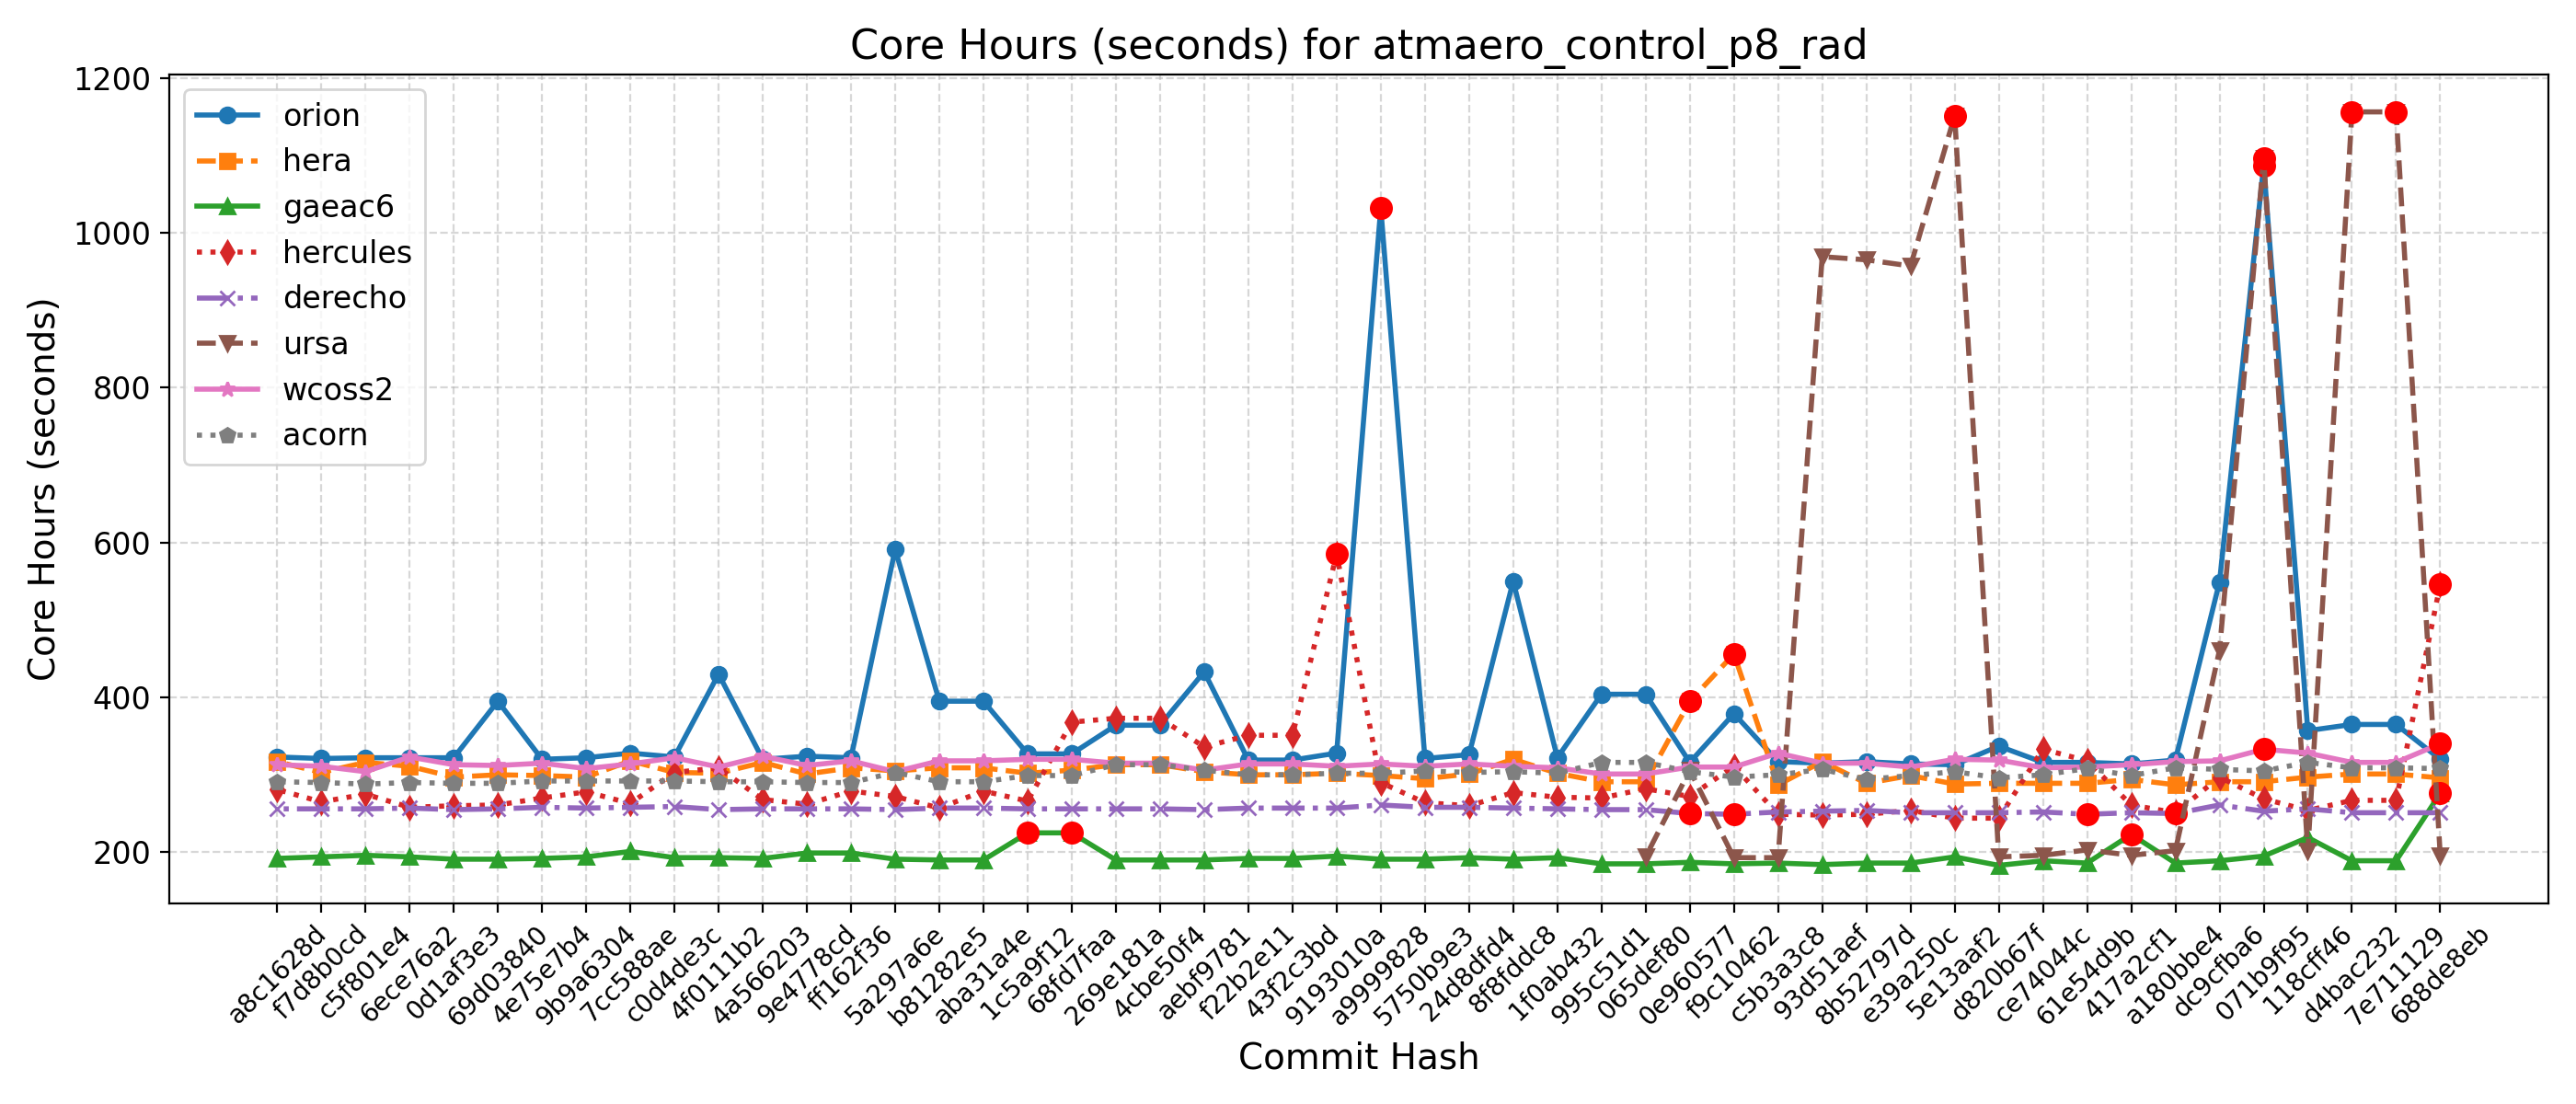 Core Hours (seconds) for atmaero_control_p8_rad
Core Hours (seconds)
1200
1000
800
600
400
200
orion
hera
gaeac6
hercules
derecho
ursa
wcoss2
acorn
a8c1628d
f7d8b0cd
c5f801e4
6ece76a2
0d1af3e3
69d03840
4e75e7b4
9b9a6304
7cc588ae
c0d4de3c
4f0111b2
4a566203
9e4778cd
ff162f36
5a297a6e
b81282e5
aba31a4e
1c5a9f12
68fd7faa
269e181a
4cbe50f4
aebf9781
f22b2e11
43f2c3bd
9193010a
a9999828
5750b9e3
24d8dfd4
8f8fddc8
1f0ab432
995c51d1
065def80
0e960577
f9c10462
c5b3a3c8
93d51aef
8b52797d
e39a250c
5e13aaf2
d820b67f
ce74044c
61e54d9b
417a2cf1
a180bbe4
dc9cfba6
071b9f95
118cff46
d4bac232
7e711129
688de8eb
Commit Hash